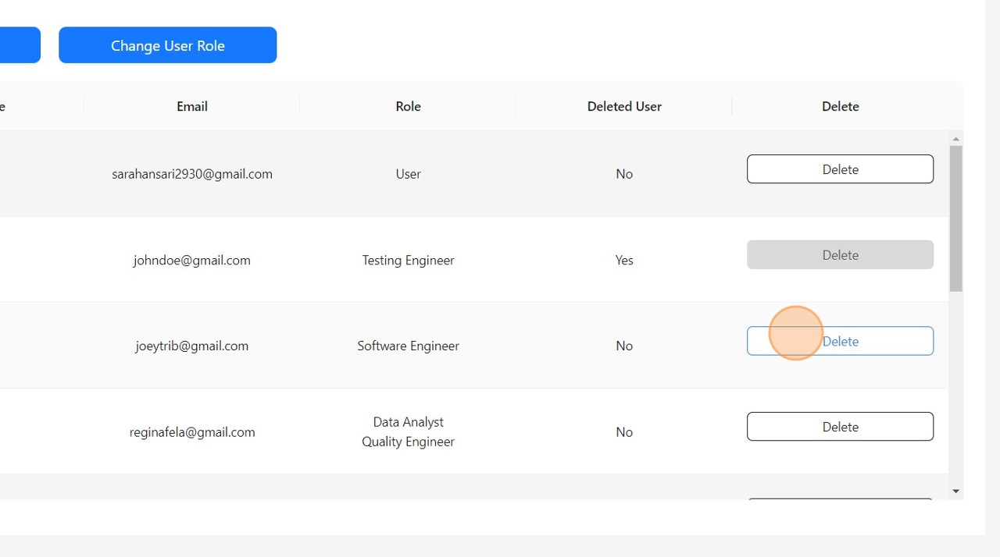 Change User Role
e Email Role Deleted User Delete
sarahansari2930@gmail.com User No Delete
johndoe@gmail.com Testing Engineer Yes Delete
joeytrib@gmail.com Software Engineer No Delete
reginafela@gmail.com Data Analyst No Delete
Quality Engineer